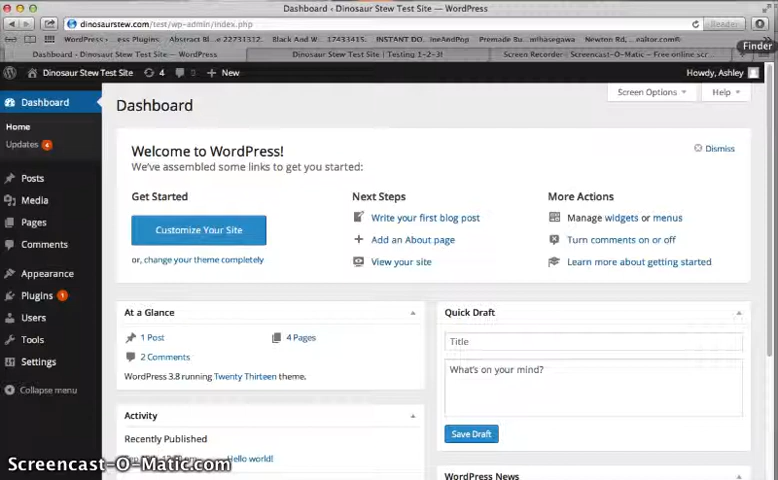 Dashboard ‹ Dinosaur Stew Test Site — WordPress
dinosaurstew.com/test/wp-admin/index.php
Reader
Finder
Dashboard ‹ Dinosaur Stew Test Site — WordPress
Dinosaur Stew Test Site | Testing 1-2-3!
Screen Recorder – Screencast-O-Matic – Free online scr...
Dinosaur Stew Test Site
4
New
Howdy, Ashley
Dashboard
Home
Updates 4
Posts
Media
Pages
Comments
Appearance
Plugins 1
Users
Tools
Settings
Collapse menu
Dashboard
Screen Options
Help
Welcome to WordPress!
We've assembled some links to get you started:
Dismiss
Get Started
Customize Your Site
or, change your theme completely
Next Steps
Write your first blog post
Add an About page
View your site
More Actions
Manage widgets or menus
Turn comments on or off
Learn more about getting started
At a Glance
1 Post
4 Pages
2 Comments
WordPress 3.8 running Twenty Thirteen theme.
Activity
Recently Published
Hello world!
Quick Draft
Title
What's on your mind?
Save Draft
WordPress News
Screencast-O-Matic.com